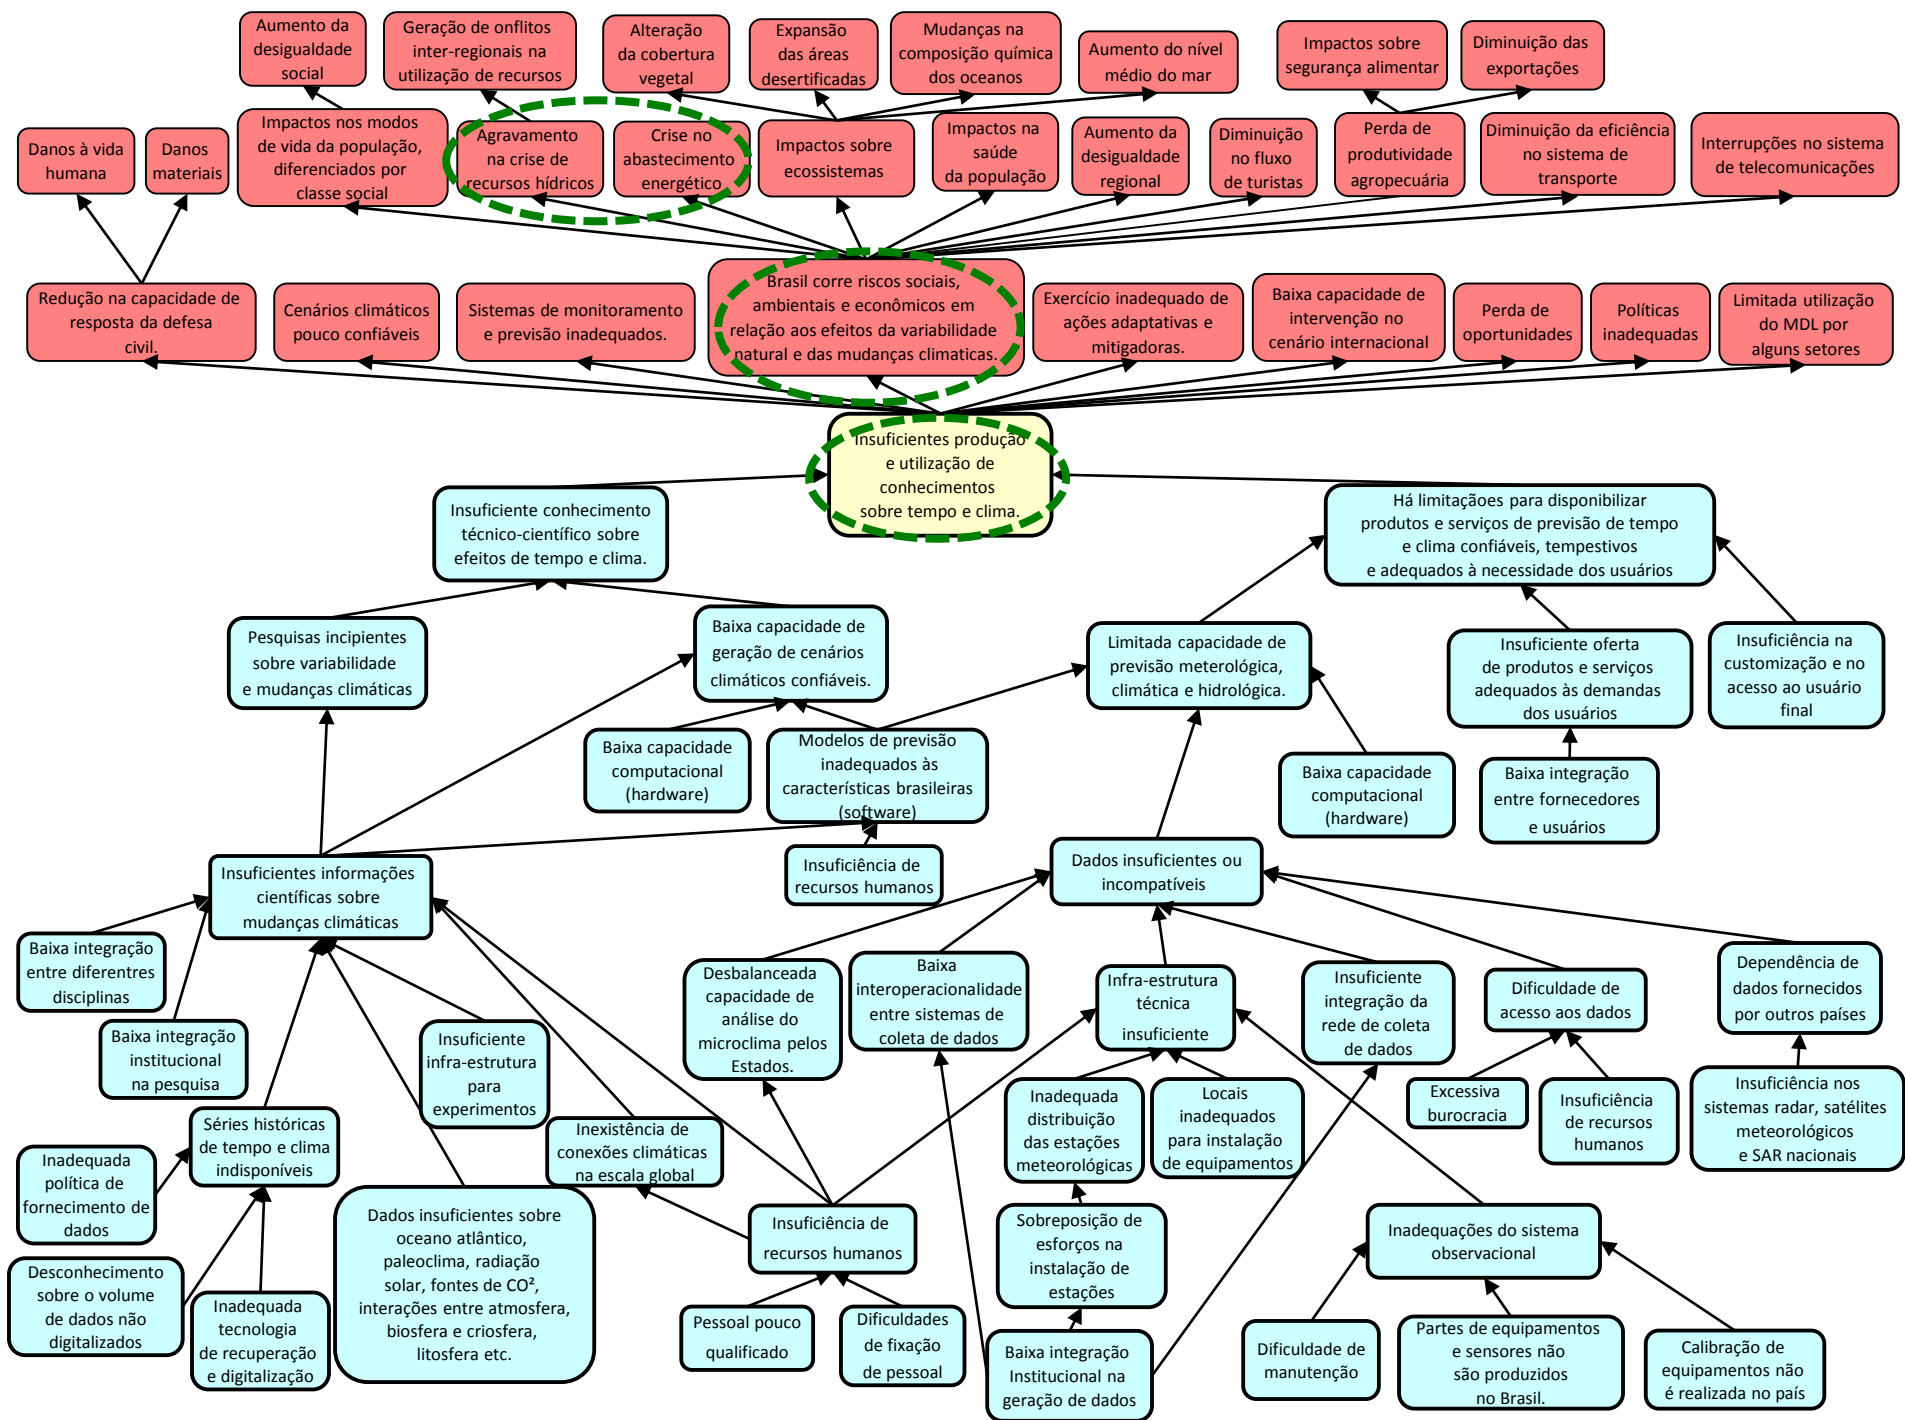 Aumento da
desigualdade
social
Geração de onflitos
inter-regionais na
utilização de recursos
Alteração
da cobertura
vegetal
Expansão
das áreas
desertificadas
Mudanças na
composição química
dos oceanos
Aumento do nível
médio do mar
Impactos sobre
segurança alimentar
Diminuição das
exportações
Danos à vida
humana
Danos
materiais
Impactos nos modos
de vida da população,
diferenciados por
classe social
Agravamento
na crise de
recursos hídricos
Crise no
abastecimento
energético
Impactos sobre
ecossistemas
Impactos na
saúde
da população
Aumento da
desigualdade
regional
Diminuição
no fluxo
de turistas
Perda de
produtividade
agropecuária
Diminuição da eficiência
no sistema de
transporte
Interrupções no sistema
de telecomunicações
Redução na capacidade de
resposta da defesa
civil.
Cenários climáticos
pouco confiáveis
Sistemas de monitoramento
e previsão inadequados.
Brasil corre riscos sociais,
ambientais e econômicos em
relação aos efeitos da variabilidade
natural e das mudanças climaticas.
Exercício inadequado de
ações adaptativas e
mitigadoras.
Baixa capacidade de
intervenção no
cenário internacional
Perda de
oportunidades
Políticas
inadequadas
Limitada utilização
do MDL por
alguns setores
Insuficientes produção
e utilização de
conhecimentos
sobre tempo e clima.
Insuficiente conhecimento
técnico-científico sobre
efeitos de tempo e clima.
Há limitaçãoes para disponibilizar
produtos e serviços de previsão de tempo
e clima confiáveis, tempestivos
e adequados à necessidade dos usuários
Pesquisas incipientes
sobre variabilidade
e mudanças climáticas
Baixa capacidade de
geração de cenários
climáticos confiáveis.
Limitada capacidade de
previsão meterológica,
climática e hidrológica.
Insuficiente oferta
de produtos e serviços
adequados às demandas
dos usuários
Insuficiência na
customização e no
acesso ao usuário
final
Baixa capacidade
computacional
(hardware)
Modelos de previsão
inadequados às
características brasileiras
(software)
Baixa capacidade
computacional
(hardware)
Baixa integração
entre fornecedores
e usuários
Insuficientes informações
científicas sobre
mudanças climáticas
Insuficiência de
recursos humanos
Dados insuficientes ou
incompatíveis
Baixa integração
entre diferentres
disciplinas
Baixa integração
institucional
na pesquisa
Insuficiente
infra-estrutura
para
experimentos
Desbalanceada
capacidade de
análise do
microclima pelos
Estados.
Baixa
interoperacionalidade
entre sistemas de
coleta de dados
Infra-estrutura
técnica
insuficiente
Insuficiente
integração da
rede de coleta
de dados
Dificuldade de
acesso aos dados
Dependência de
dados fornecidos
por outros países
Séries históricas
de tempo e clima
indisponíveis
Inexistência de
conexões climáticas
na escala global
Inadequada
distribuição
das estações
meteorológicas
Locais
inadequados
para instalação
de equipamentos
Excessiva
burocracia
Insuficiência
de recursos
humanos
Insuficiência nos
sistemas radar, satélites
meteorológicos
e SAR nacionais
Inadequada
política de
fornecimento de
dados
Desconhecimento
sobre o volume
de dados não
digitalizados
Inadequada
tecnologia
de recuperação
e digitalização
Dados insuficientes sobre
oceano atlântico,
paleoclima, radiação
solar, fontes de CO²,
interações entre atmosfera,
biosfera e criosfera,
litosfera etc.
Insuficiência de
recursos humanos
Sobreposição de
esforços na
instalação de
estações
Inadequações do sistema
observacional
Pessoal pouco
qualificado
Dificuldades
de fixação
de pessoal
Baixa integração
Institucional na
geração de dados
Dificuldade de
manutenção
Partes de equipamentos
e sensores não
são produzidos
no Brasil.
Calibração de
equipamentos não
é realizada no país